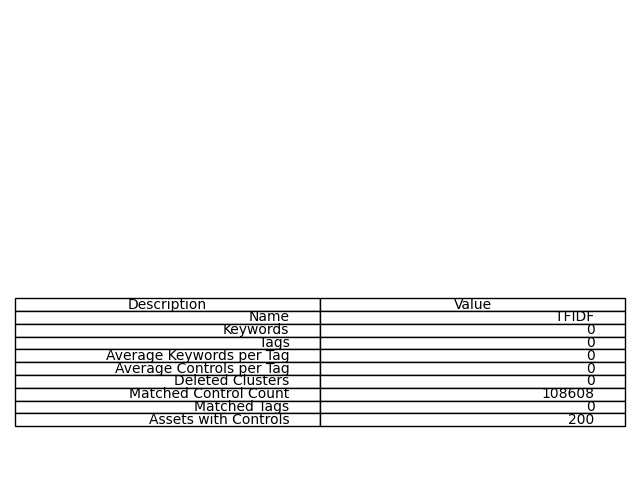 Description Value
Name TFIDF
Keywords 0
Tags 0
Average Keywords per Tag 0
Average Controls per Tag 0
Deleted Clusters 0
Matched Control Count 108608
Matched Tags 0
Assets with Controls 200